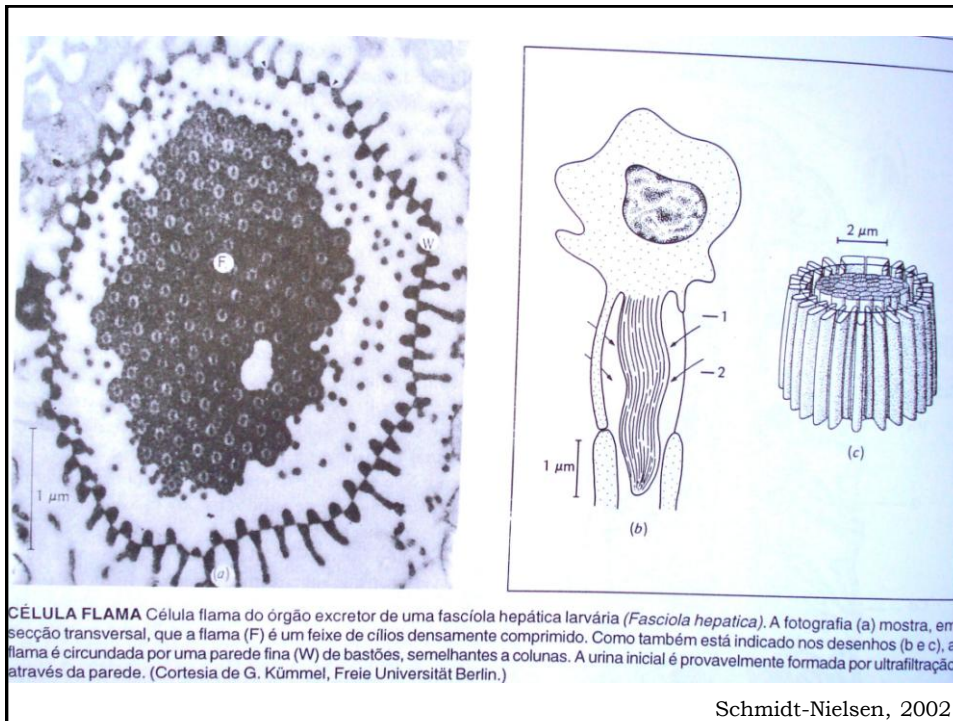 F
W
1 μm
(a)
1
2
1 μm
(b)
2 μm
(c)
CÉLULA FLAMA Célula flama do órgão excretor de uma fascíola hepática larvária (Fasciola hepatica). A fotografia (a) mostra, em
secção transversal, que a flama (F) é um feixe de cílios densamente comprimido. Como também está indicado nos desenhos (b e c), a
flama é circundada por uma parede fina (W) de bastões, semelhantes a colunas. A urina inicial é provavelmente formada por ultrafiltração
através da parede. (Cortesia de G. Kümmel, Freie Universität Berlin.)
Schmidt-Nielsen, 2002